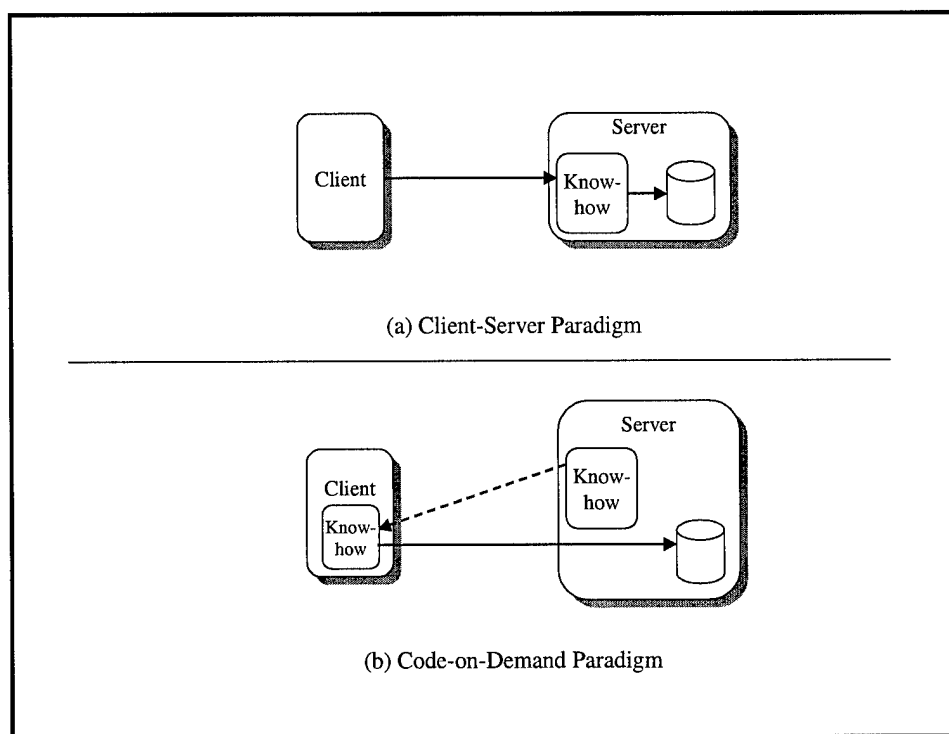 Server
Client
Know-
how
(a) Client-Server Paradigm
Server
Know-
how
Client
Know-
how
(b) Code-on-Demand Paradigm